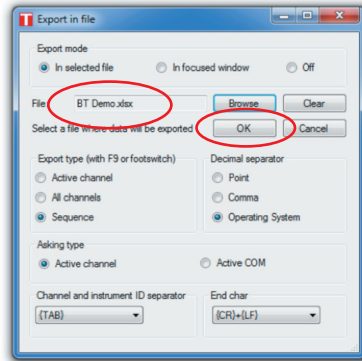 T Export in file
Export mode
In selected file In focused window Off
File BT Demo.xlsx Browse Clear
Select a file where data will be exported OK Cancel
Export type (with F9 or footswitch) Decimal separator
Active channel Point
All channels Comma
Sequence Operating System
Asking type
Active channel Active COM
Channel and instrument ID separator End char
{TAB} {CR}+{LF}